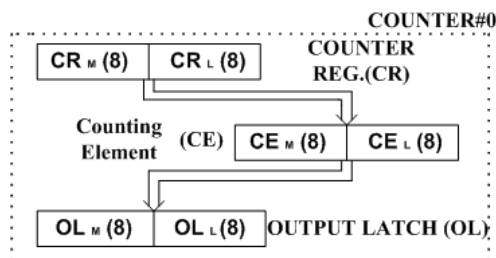 COUNTER#0
CR M (8) CR L (8) COUNTER
REG.(CR)
Counting
Element (CE) CE M (8) CE L (8)
OL M (8) OL L (8) OUTPUT LATCH (OL)